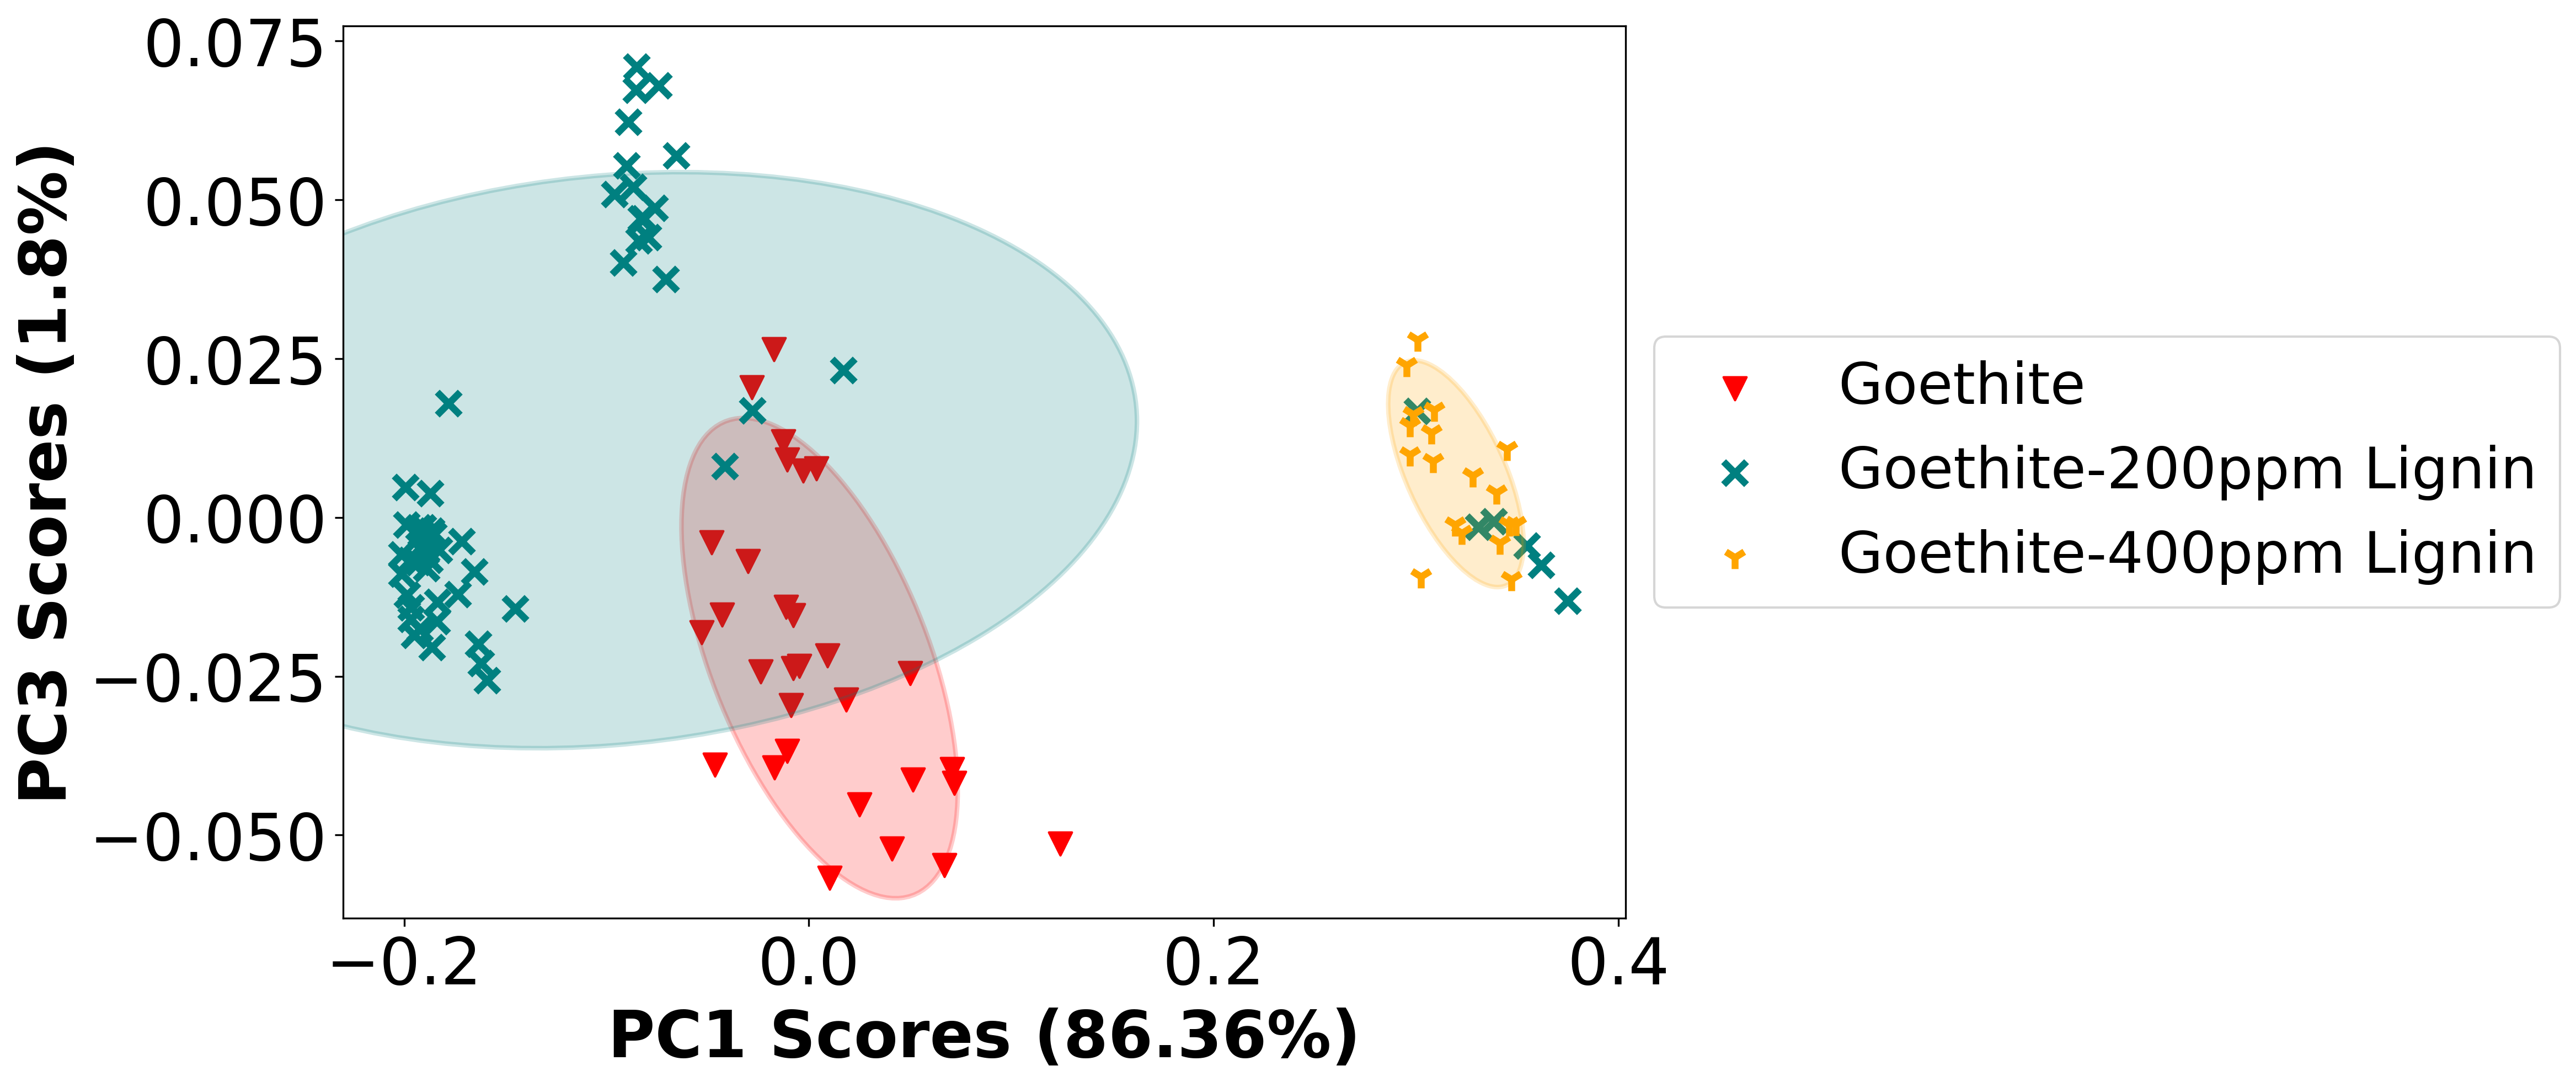 0.075
0.050
0.025
0.000
−0.025
−0.050
PC3 Scores (1.8%)
−0.2
0.0
0.2
0.4
PC1 Scores (86.36%)
Goethite
Goethite-200ppm Lignin
Goethite-400ppm Lignin